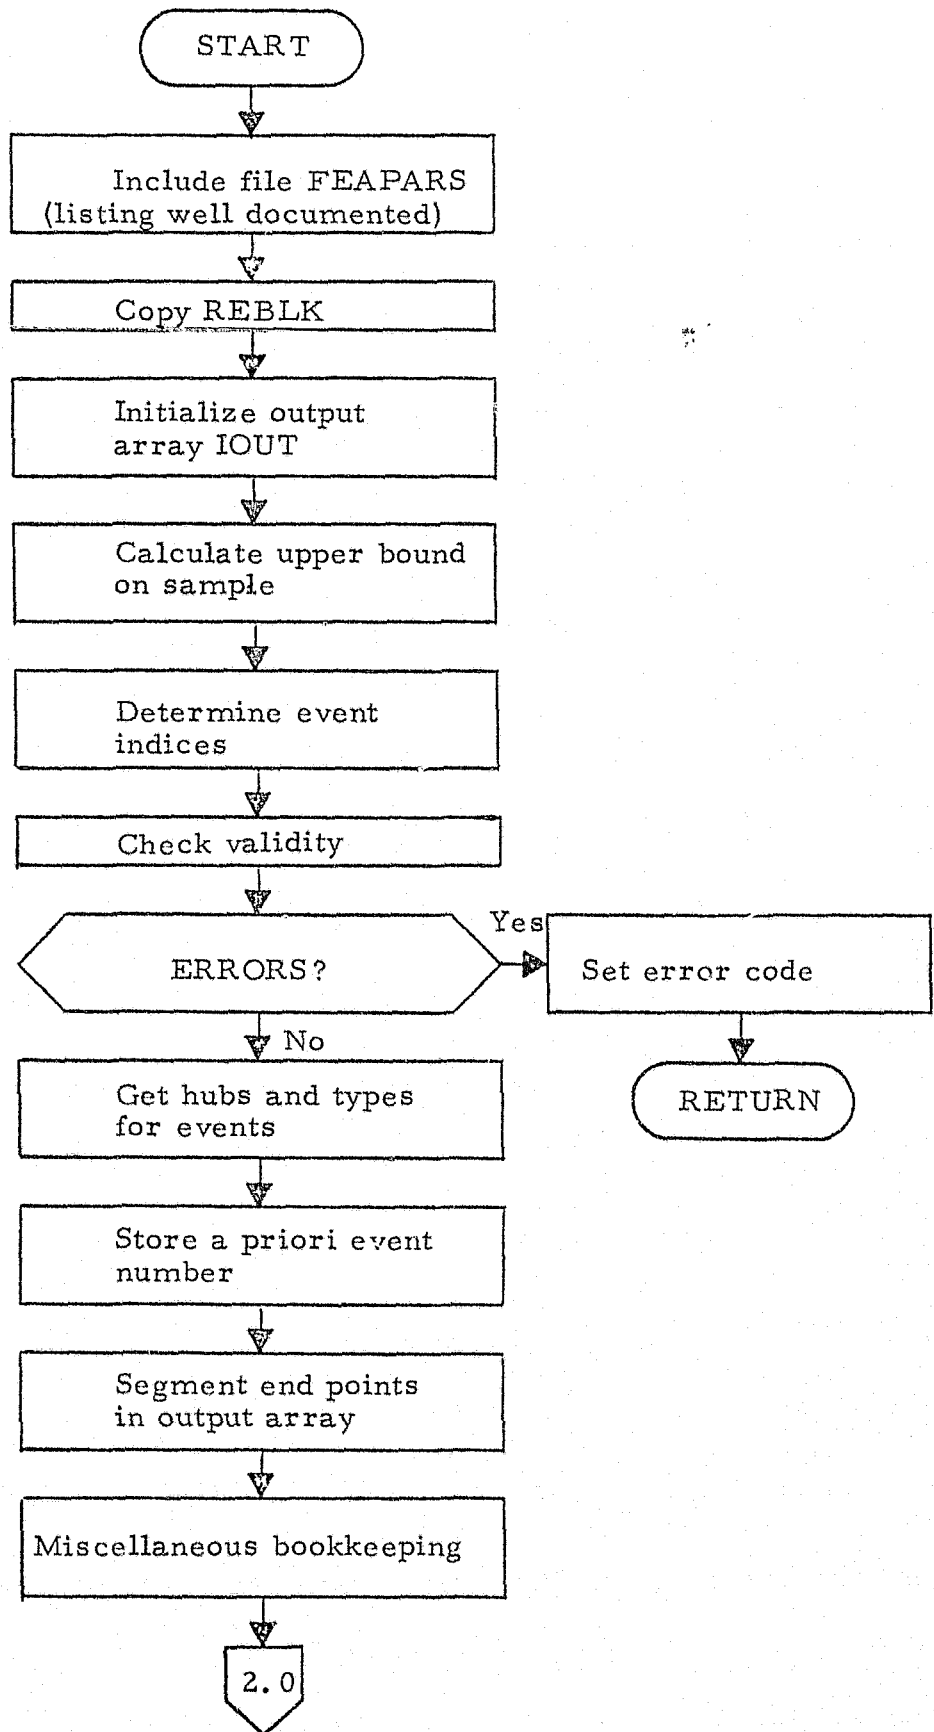 START
Include file FEAPARS
(listing well documented)
Copy REBLK
Initialize output
array IOUT
Calculate upper bound
on sample
Determine event
indices
Check validity
ERRORS?
Yes
Set error code
RETURN
No
Get hubs and types
for events
Store a priori event
number
Segment end points
in output array
Miscellaneous bookkeeping
2.0